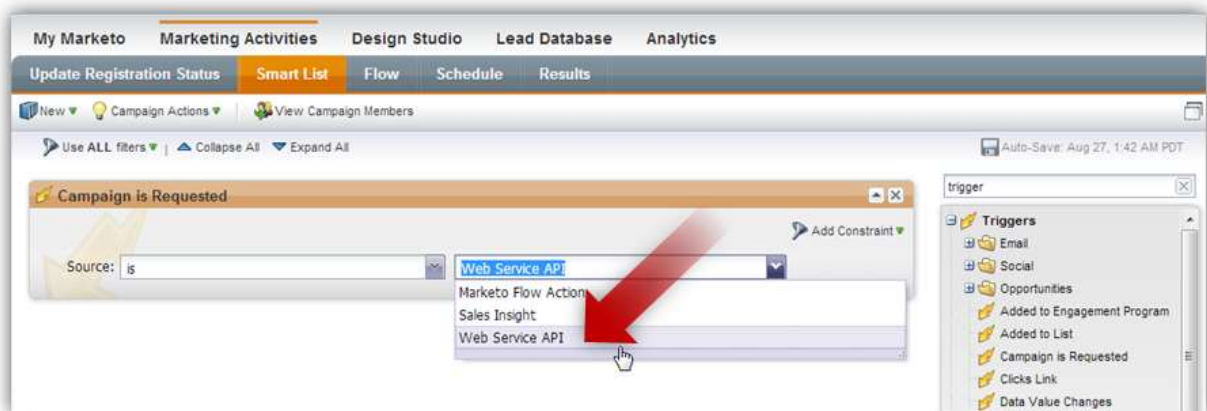 My Marketo Marketing Activities Design Studio Lead Database Analytics
Update Registration Status Smart List Flow Schedule Results
New Campaign Actions View Campaign Members
Use ALL filters Collapse All Expand All Auto-Save: Aug 27, 1:42 AM PDT
Campaign is Requested
Add Constraint
Source: is Web Service API
Marketo Flow Action
Sales Insight
Web Service API
trigger
Triggers
Email
Social
Opportunities
Added to Engagement Program
Added to List
Campaign is Requested
Clicks Link
Data Value Changes